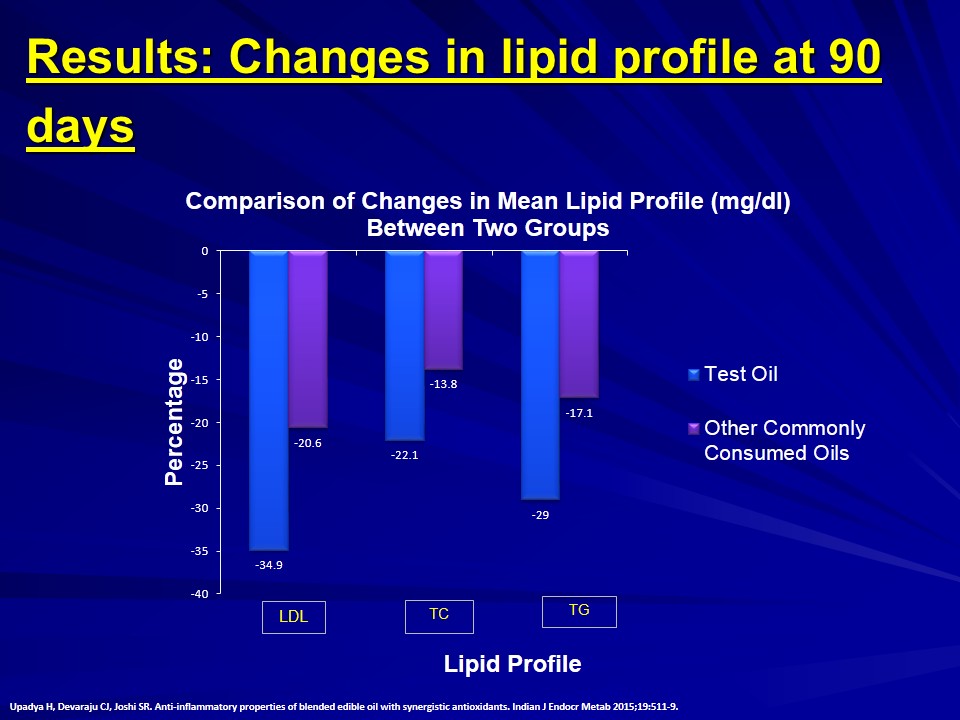 Results: Changes in lipid profile at 90
days
Comparison of Changes in Mean Lipid Profile (mg/dl)
Between Two Groups
0
-5
-10
-15
-20
-25
-30
-35
-40
Percentage
-34.9
-20.6
-22.1
-13.8
-29
-17.1
Test Oil
Other Commonly
Consumed Oils
LDL
TC
TG
Lipid Profile
Upadya H, Devaraju CJ, Joshi SR. Anti-inflammatory properties of blended edible oil with synergistic antioxidants. Indian J Endocr Metab 2015;19:511-9.